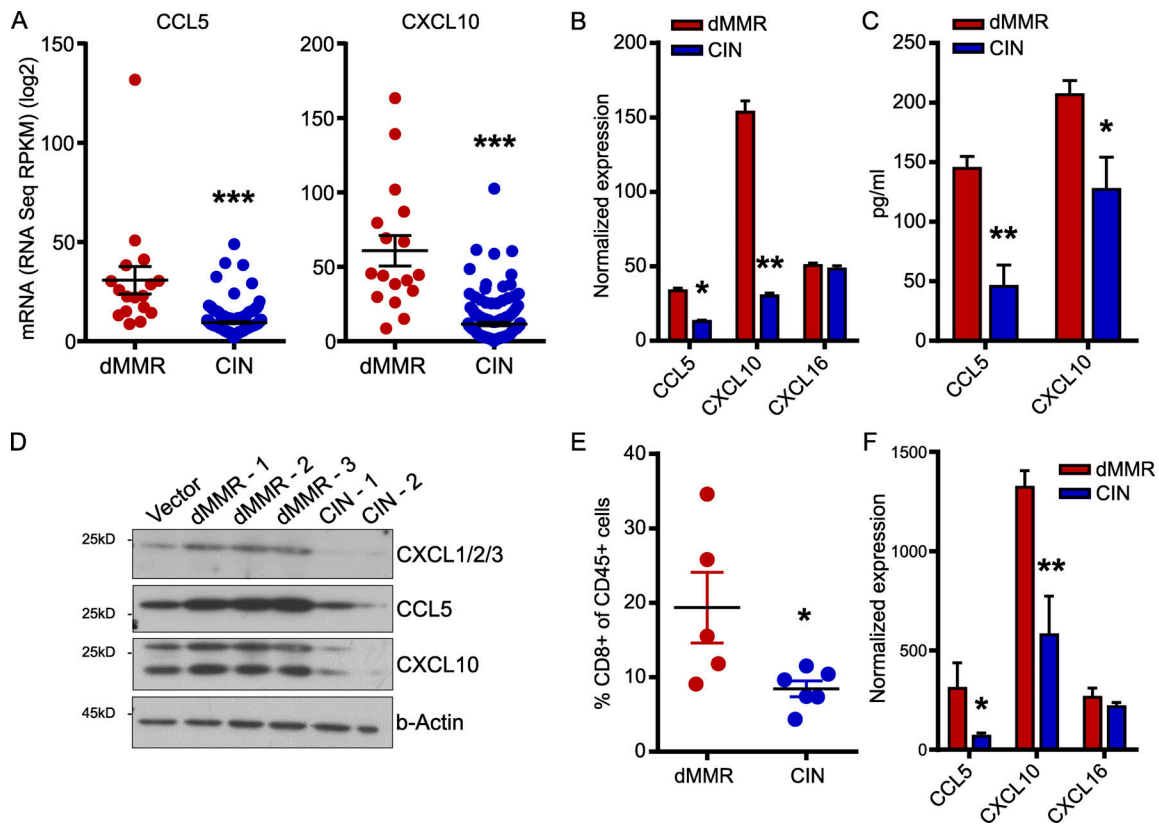 A
CCL5
CXCL10
mRNA (RNA Seq RPKM) (log2)
150
100
50
0
***
dMMR
CIN
200
150
100
50
0
***
dMMR
CIN
B
dMMR
CIN
Normalized expression
200
150
100
50
0
*
**
CCL5
CXCL10
CXCL16
C
dMMR
CIN
pg/ml
250
200
150
100
50
0
**
*
CCL5
CXCL10
D
Vector
dMMR - 1
dMMR - 2
dMMR - 3
CIN - 1
CIN - 2
25kD
CXCL1/2/3
25kD
CCL5
25kD
CXCL10
45kD
b-Actin
E
% CD8+ of CD45+ cells
40
30
20
10
0
*
dMMR
CIN
F
dMMR
CIN
Normalized expression
1500
1000
500
0
*
**
CCL5
CXCL10
CXCL16